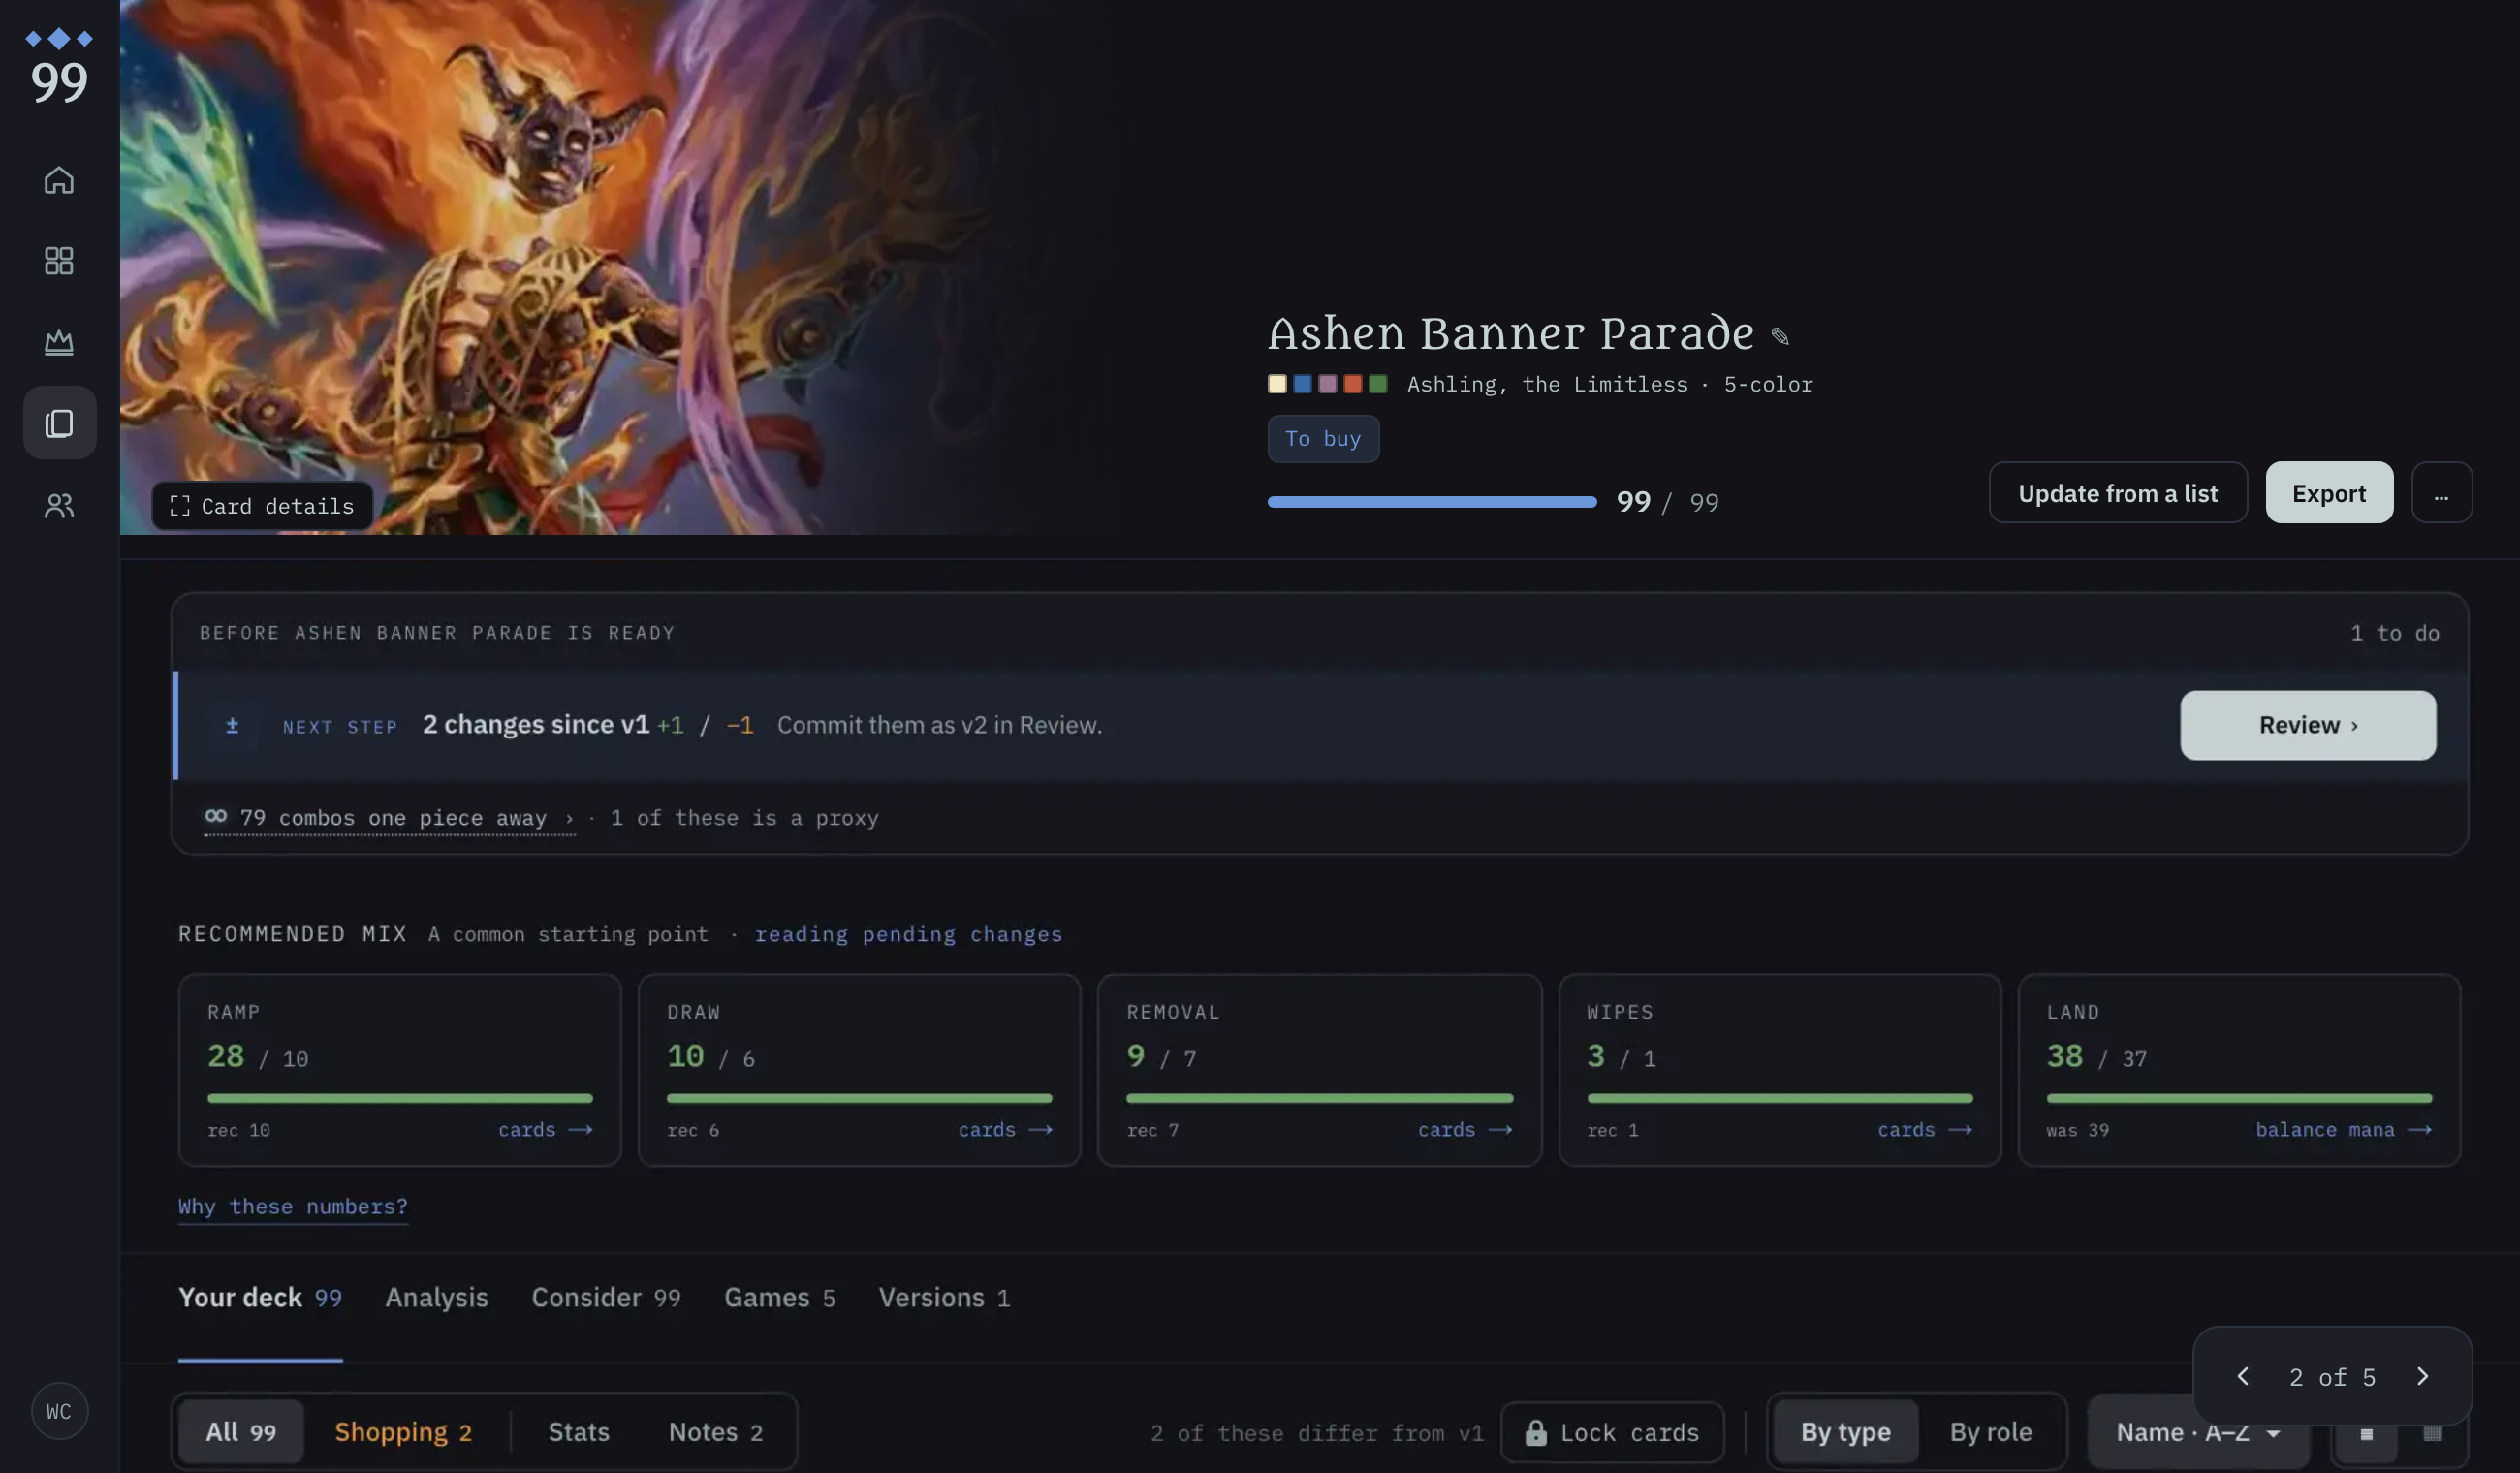 99
Ashen Banner Parade ✎
Ashling, the Limitless · 5-color
To buy
99 / 99
Update from a list
Export
…
Card details
BEFORE ASHEN BANNER PARADE IS READY
1 to do
± NEXT STEP 2 changes since v1 +1 / −1 Commit them as v2 in Review.
Review ›
∞ 79 combos one piece away › · 1 of these is a proxy
RECOMMENDED MIX A common starting point · reading pending changes
RAMP
28 / 10
rec 10 cards →
DRAW
10 / 6
rec 6 cards →
REMOVAL
9 / 7
rec 7 cards →
WIPES
3 / 1
rec 1 cards →
LAND
38 / 37
was 39 balance mana →
Why these numbers?
Your deck 99 Analysis Consider 99 Games 5 Versions 1
2 of 5
All 99 Shopping 2 Stats Notes 2
2 of these differ from v1 Lock cards By type By role Name · A–Z
WC